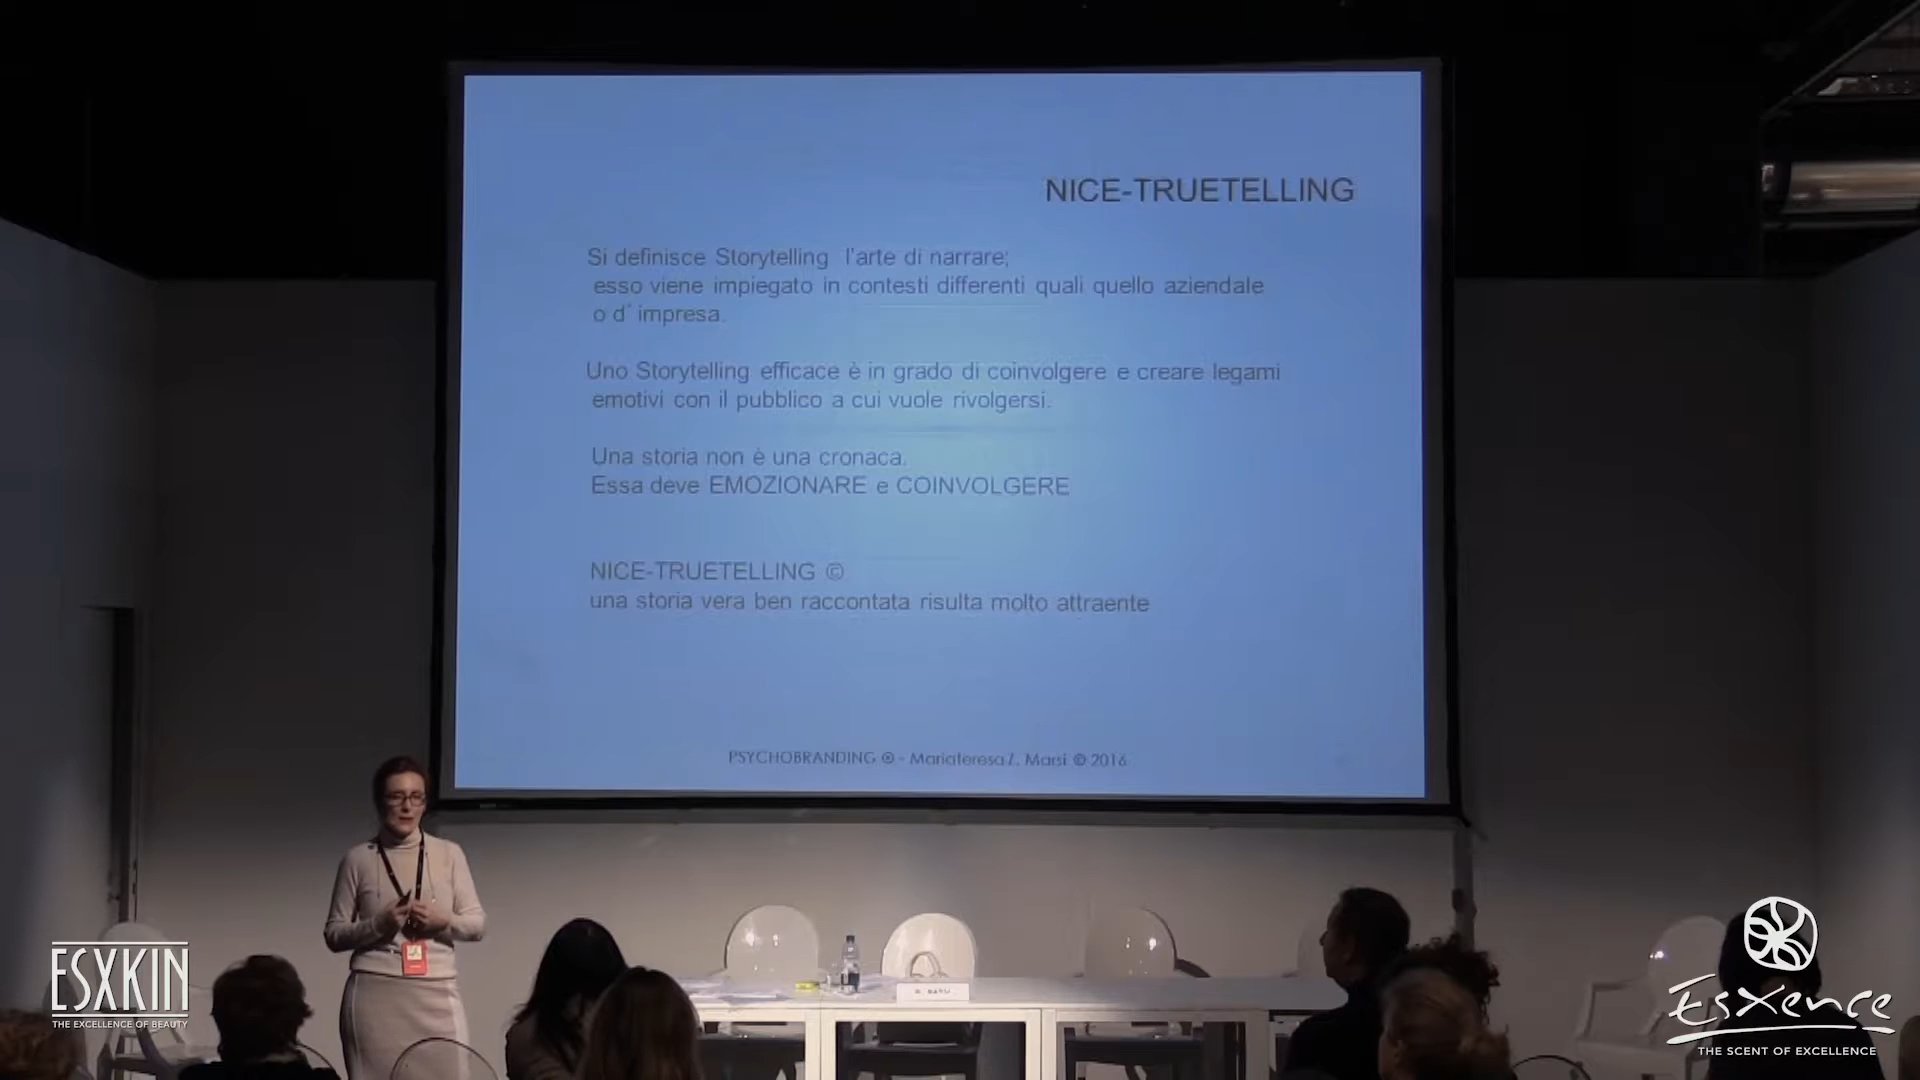 NICE-TRUETELLING
Si definisce Storytelling l'arte di narrare;
esso viene impiegato in contesti differenti quali quello aziendale
o d' impresa.
Uno Storytelling efficace è in grado di coinvolgere e creare legami
emotivi con il pubblico a cui vuole rivolgersi.
Una storia non è una cronaca.
Essa deve EMOZIONARE e COINVOLGERE
NICE-TRUETELLING ©
una storia vera ben raccontata risulta molto attraente
PSYCHOBRANDING ® - Mariateresa L. Marsi © 2016
ESXKIN
THE EXCELLENCE OF BEAUTY
Esxence
THE SCENT OF EXCELLENCE